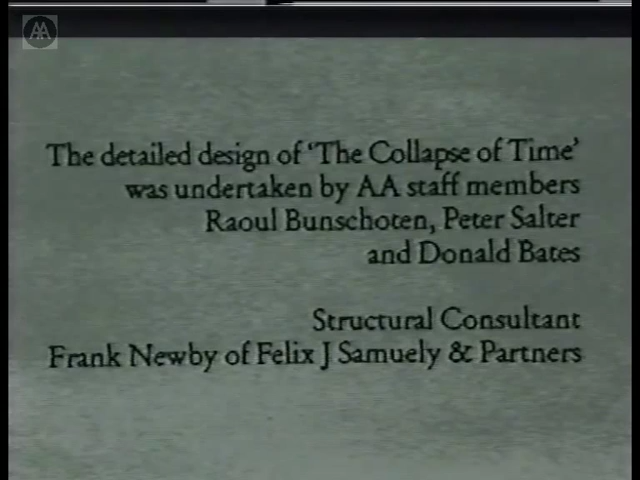 AA
The detailed design of 'The Collapse of Time'
was undertaken by AA staff members
Raoul Bunschoten, Peter Salter
and Donald Bates
Structural Consultant
Frank Newby of Felix J Samuely & Partners